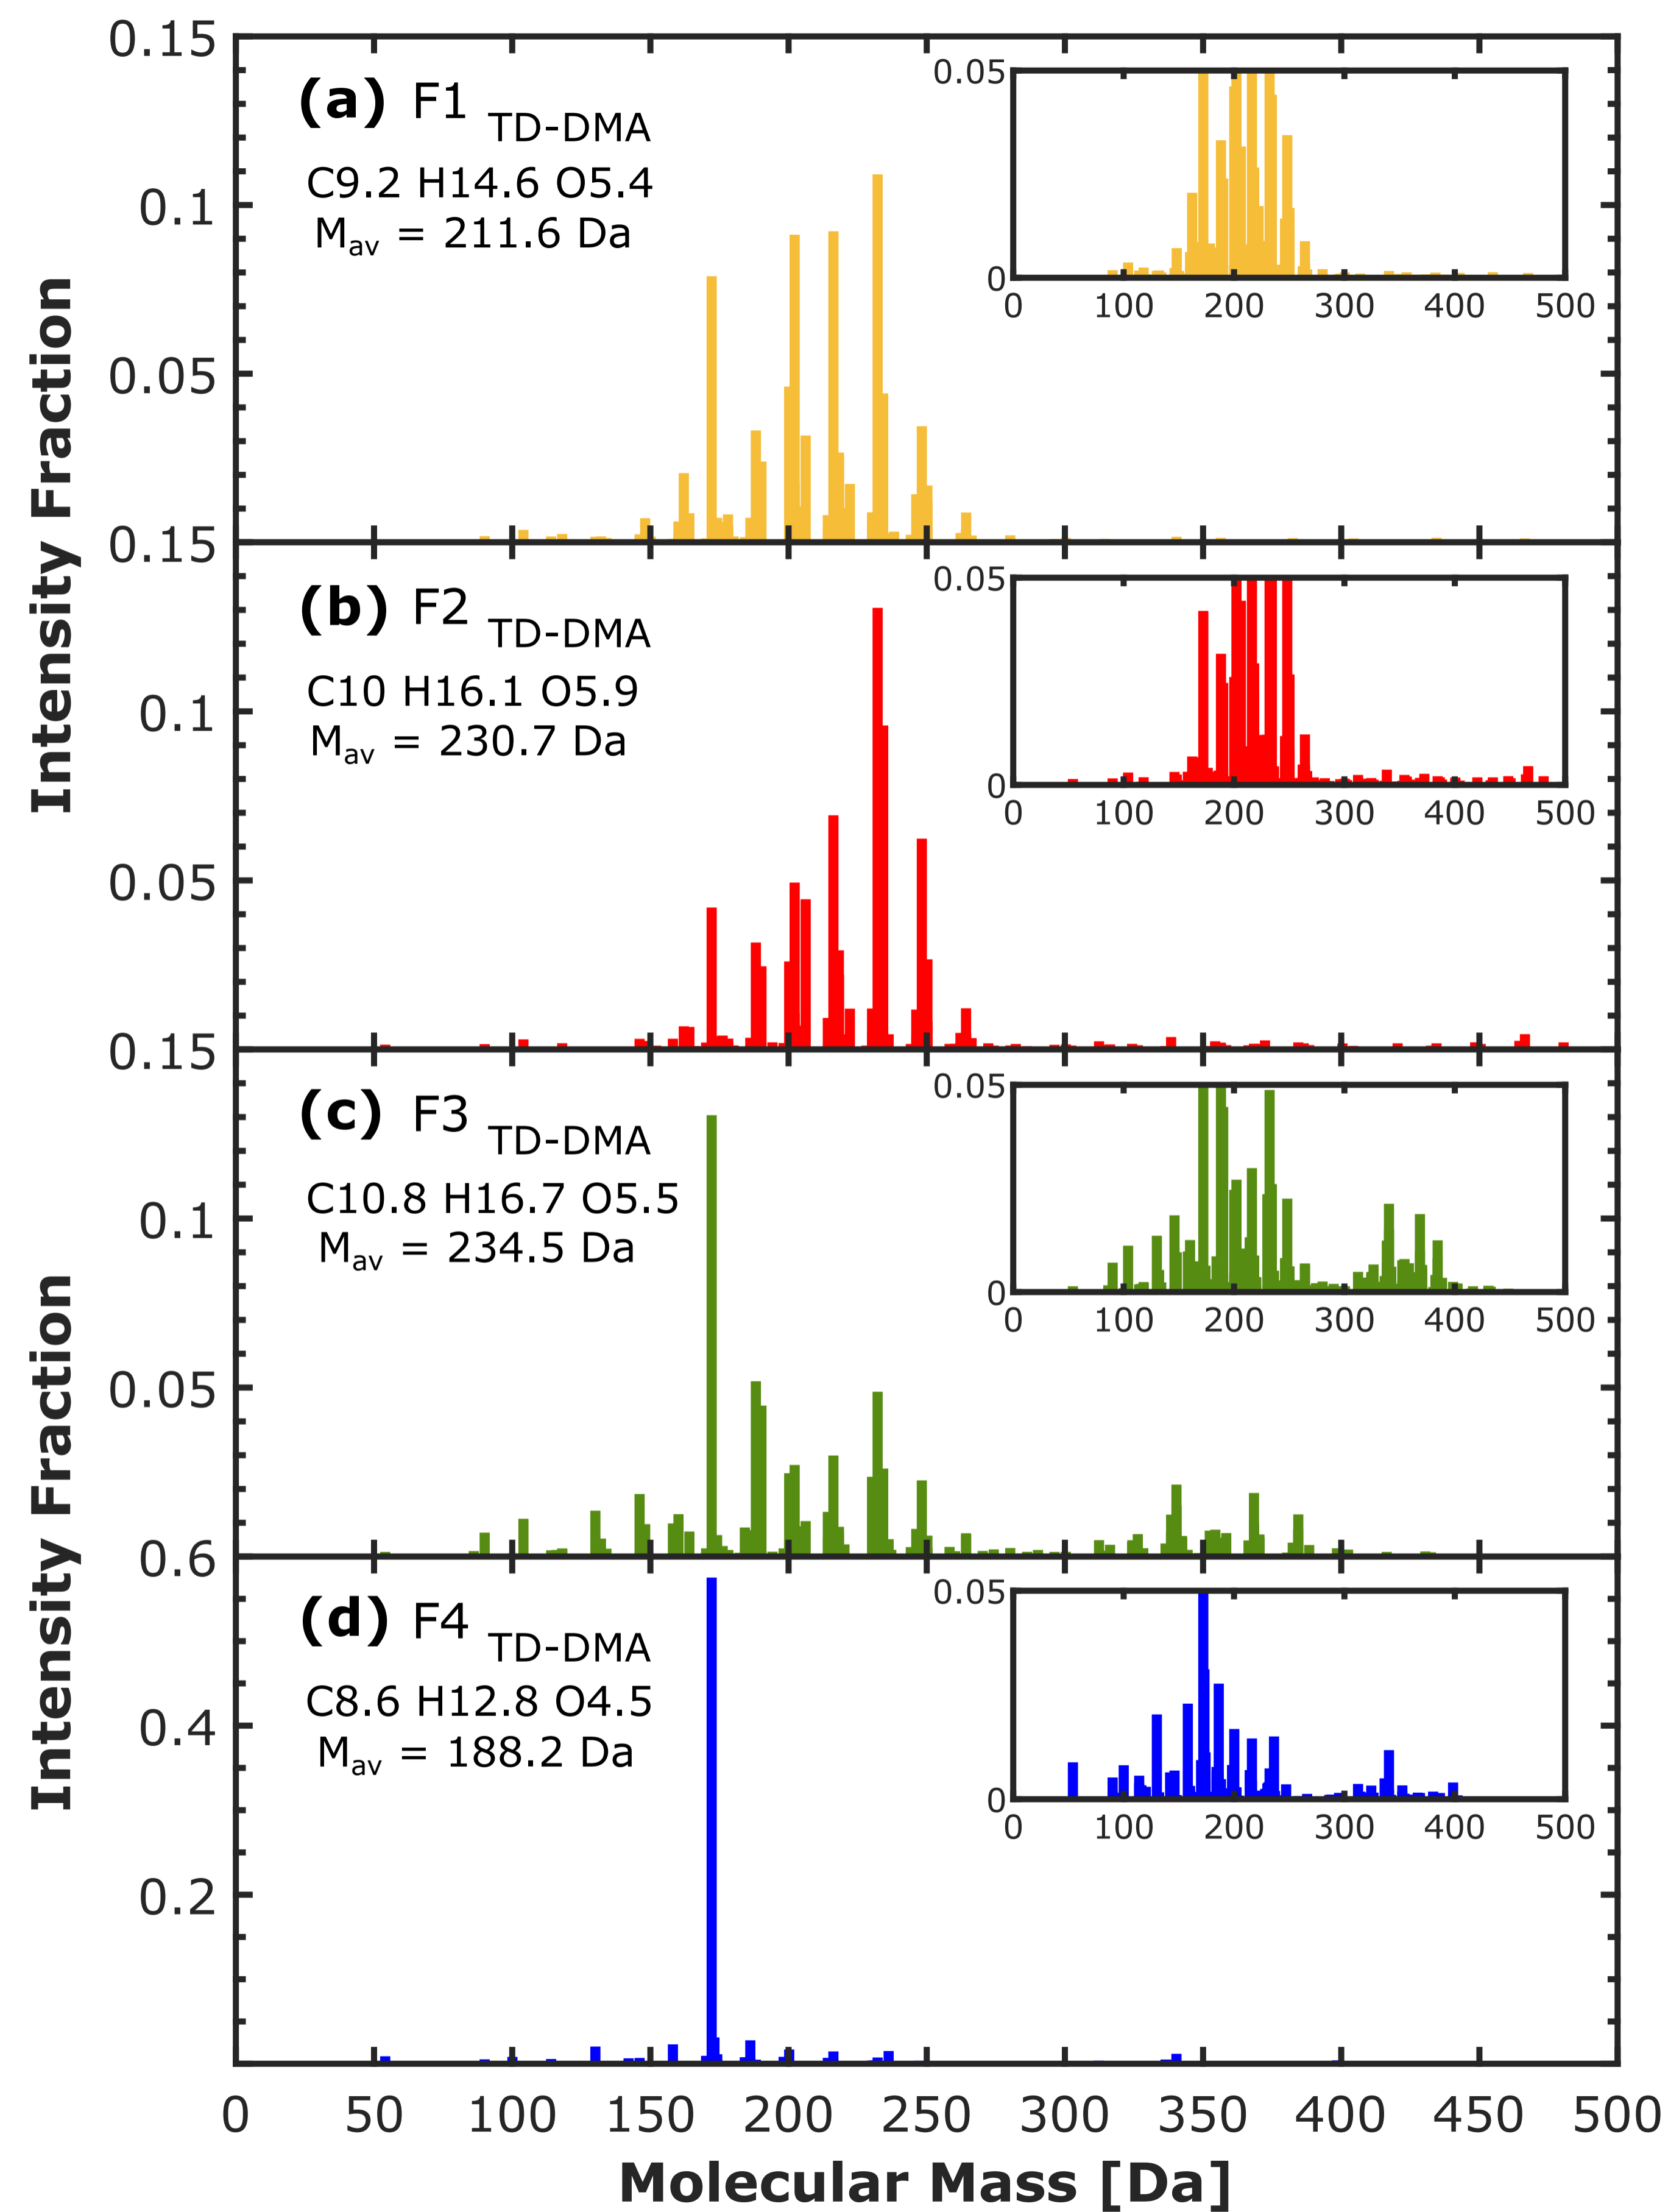 0.15
(a) F1 TD-DMA
C9.2 H14.6 O5.4
Mav = 211.6 Da
0.1
0.05
0.05
0
0 100 200 300 400 500
Intensity Fraction
0.15
(b) F2 TD-DMA
C10 H16.1 O5.9
Mav = 230.7 Da
0.1
0.05
0.05
0
0 100 200 300 400 500
0.15
(c) F3 TD-DMA
C10.8 H16.7 O5.5
Mav = 234.5 Da
0.1
0.05
0.05
0
0 100 200 300 400 500
Intensity Fraction
0.6
(d) F4 TD-DMA
C8.6 H12.8 O4.5
Mav = 188.2 Da
0.4
0.2
0.05
0
0 100 200 300 400 500
0 50 100 150 200 250 300 350 400 450 500
Molecular Mass [Da]